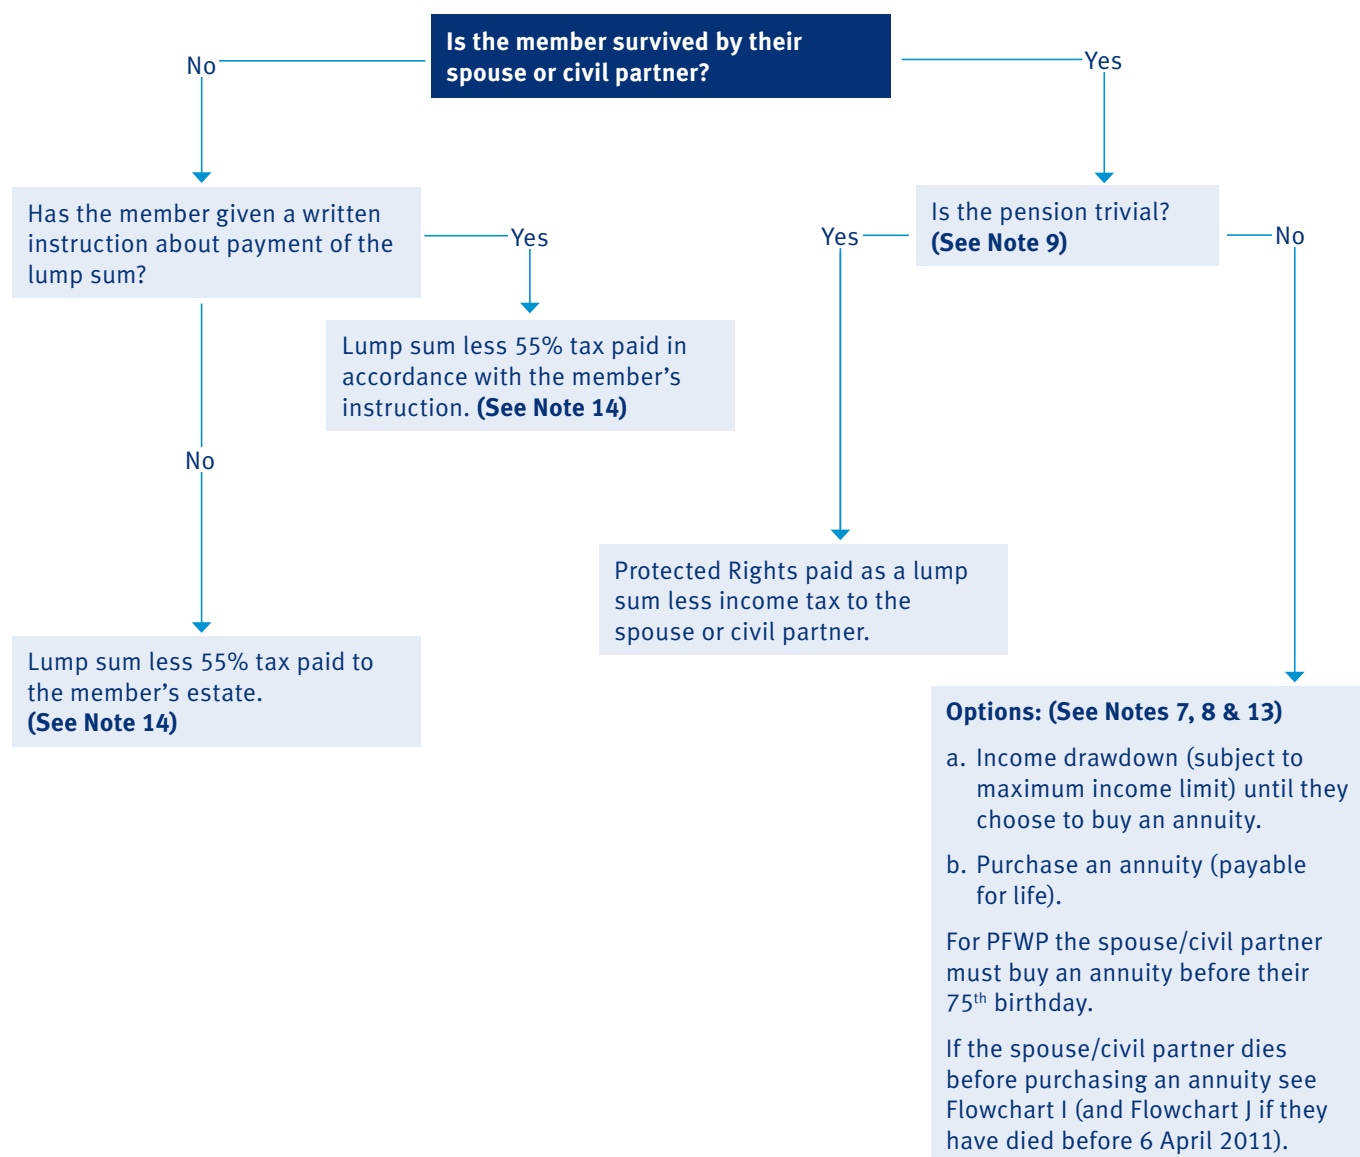 Is the member survived by their
spouse or civil partner?
No
Yes
Has the member given a written
instruction about payment of the
lump sum?
Yes
Is the pension trivial?
(See Note 9)
Yes
No
Lump sum less 55% tax paid in
accordance with the member’s
instruction. (See Note 14)
No
Protected Rights paid as a lump
sum less income tax to the
spouse or civil partner.
Lump sum less 55% tax paid to
the member’s estate.
(See Note 14)
Options: (See Notes 7, 8 & 13)
a. Income drawdown (subject to
maximum income limit) until they
choose to buy an annuity.
b. Purchase an annuity (payable
for life).
For PFWP the spouse/civil partner
must buy an annuity before their
75th birthday.
If the spouse/civil partner dies
before purchasing an annuity see
Flowchart I (and Flowchart J if they
have died before 6 April 2011).